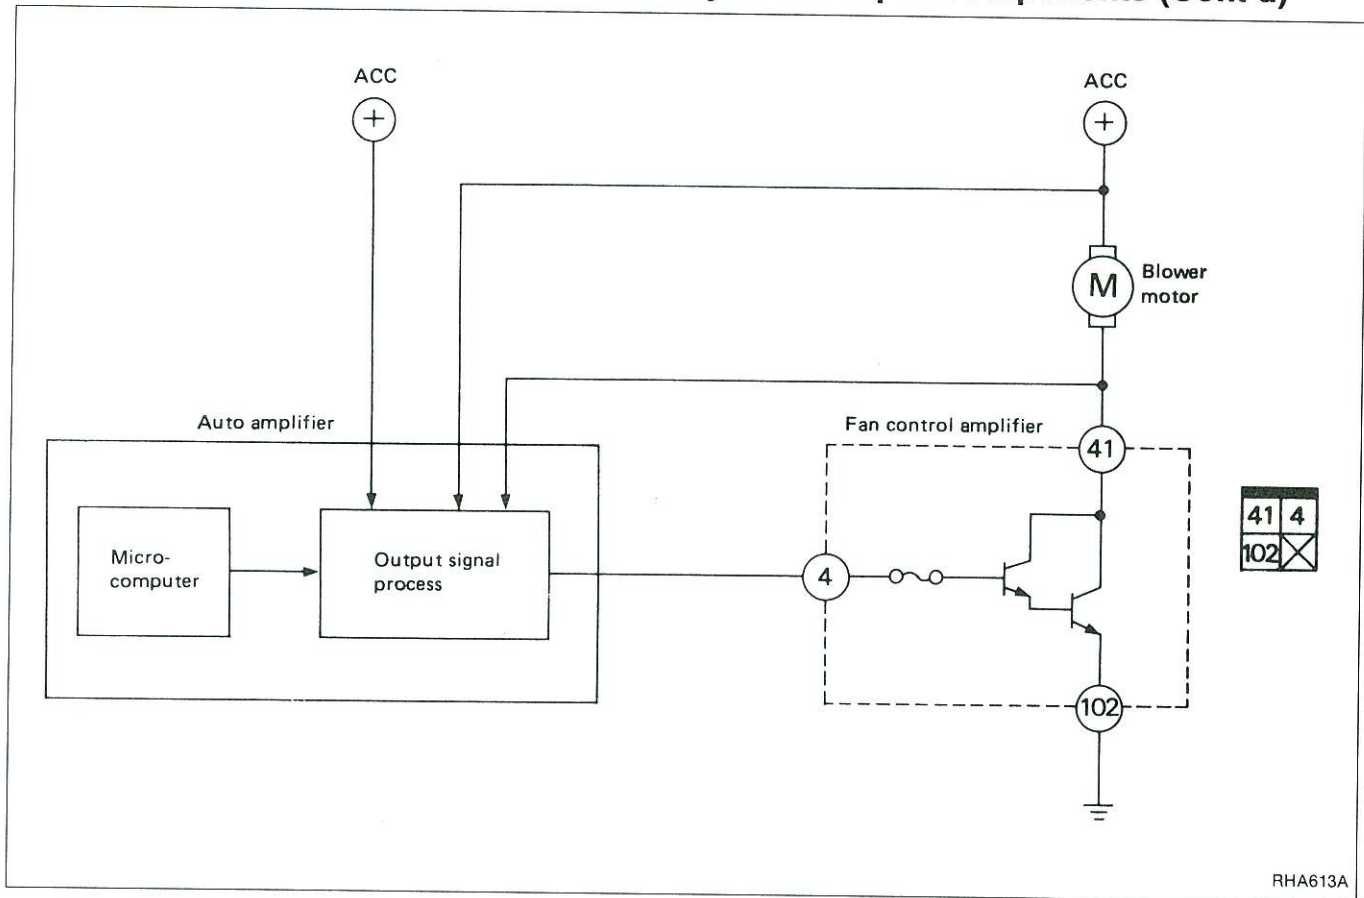 (Cont'd)
ACC
+
ACC
+
M
Blower
motor
Auto amplifier
Fan control amplifier
41
Micro-
computer
Output signal
process
4
41 4
102
102
RHA613A